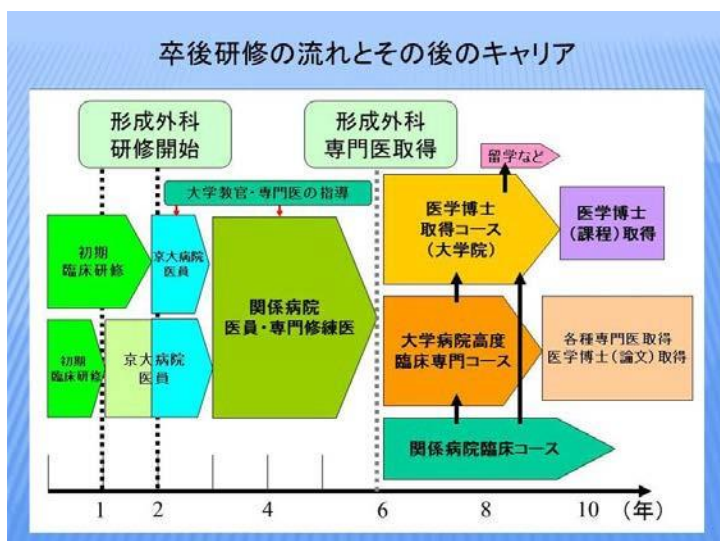 卒後研修の流れとその後のキャリア
形成外科
研修開始
形成外科
専門医取得
留学など
大学教官・専門医の指導
初期
臨床研修
京大病院
医員
関係病院
医員・専門修練医
医学博士
取得コース
(大学院)
医学博士
(課程)取得
初期
臨床研修
京大病院
医員
大学病院高度
臨床専門コース
各種専門医取得
医学博士(論文)取得
関係病院臨床コース
1 2 4 6 8 10 (年)